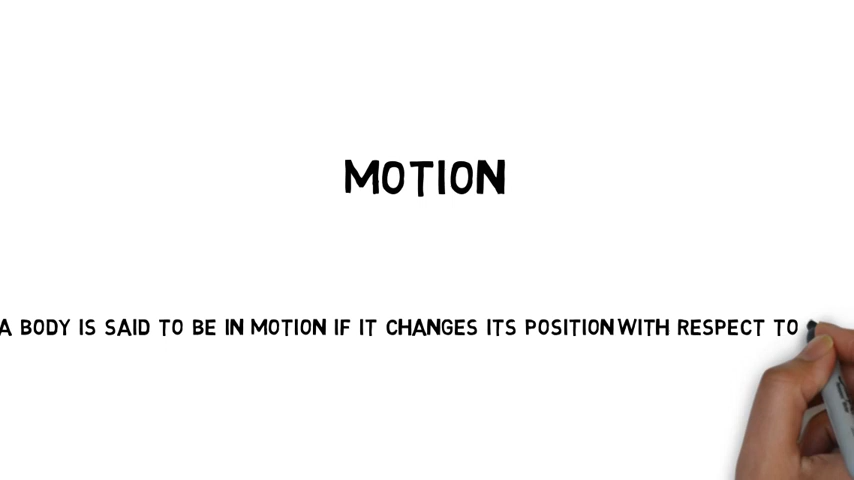 MOTION
A BODY IS SAID TO BE IN MOTION IF IT CHANGES ITS POSITION WITH RESPECT TO